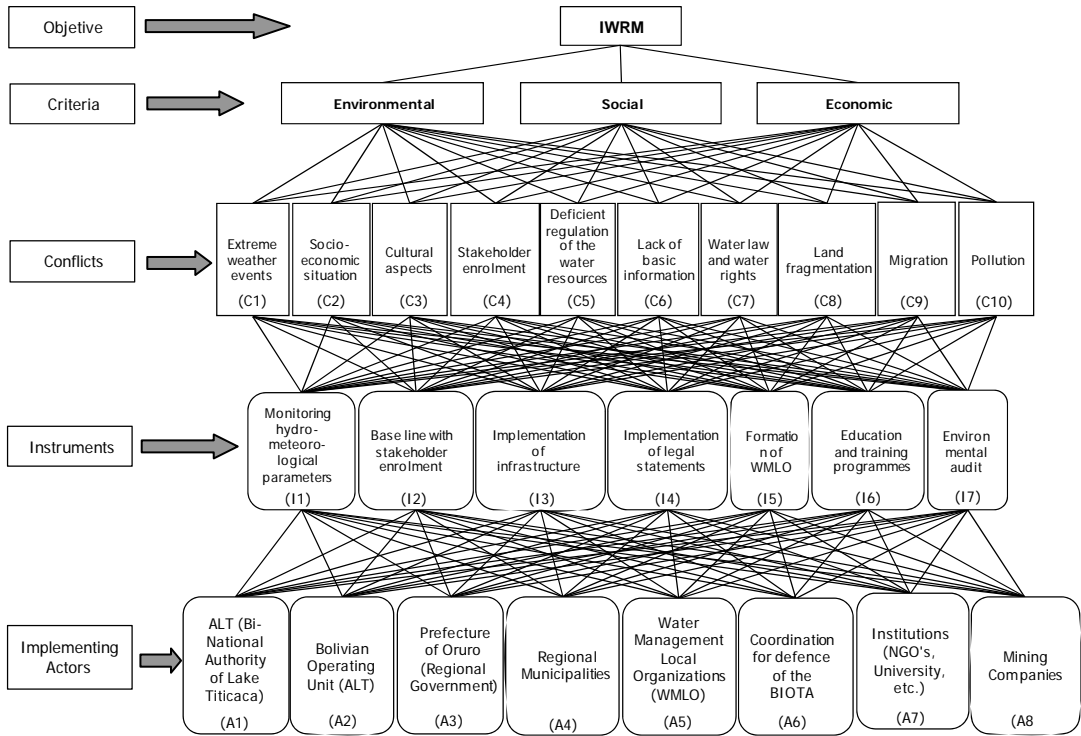 Objetive
IWRM
Criteria
Environmental
Social
Economic
Conflicts
Extreme
weather
events
(C1)
Socio-
economic
situation
(C2)
Cultural
aspects
(C3)
Stakeholder
enrolment
(C4)
Deficient
regulation
of the
water
resources
(C5)
Lack of
basic
information
(C6)
Water law
and water
rights
(C7)
Land
fragmentation
(C8)
Migration
(C9)
Pollution
(C10)
Instruments
Monitoring
hydro-
meteoro-
logical
parameters
(I1)
Base line with
stakeholder
enrolment
(I2)
Implementation
of
infrastructure
(I3)
Implementation
of legal
statements
(I4)
Formatio
n of
WMLO
(I5)
Education
and training
programmes
(I6)
Environ
mental
audit
(I7)
Implementing
Actors
ALT (Bi-
National
Authority
of Lake
Titicaca)
(A1)
Bolivian
Operating
Unit (ALT)
(A2)
Prefecture
of Oruro
(Regional
Government)
(A3)
Regional
Municipalities
(A4)
Water
Management
Local
Organizations
(WMLO)
(A5)
Coordination
for defence
of the
BIOTA
(A6)
Institutions
(NGO's,
University,
etc.)
(A7)
Mining
Companies
(A8